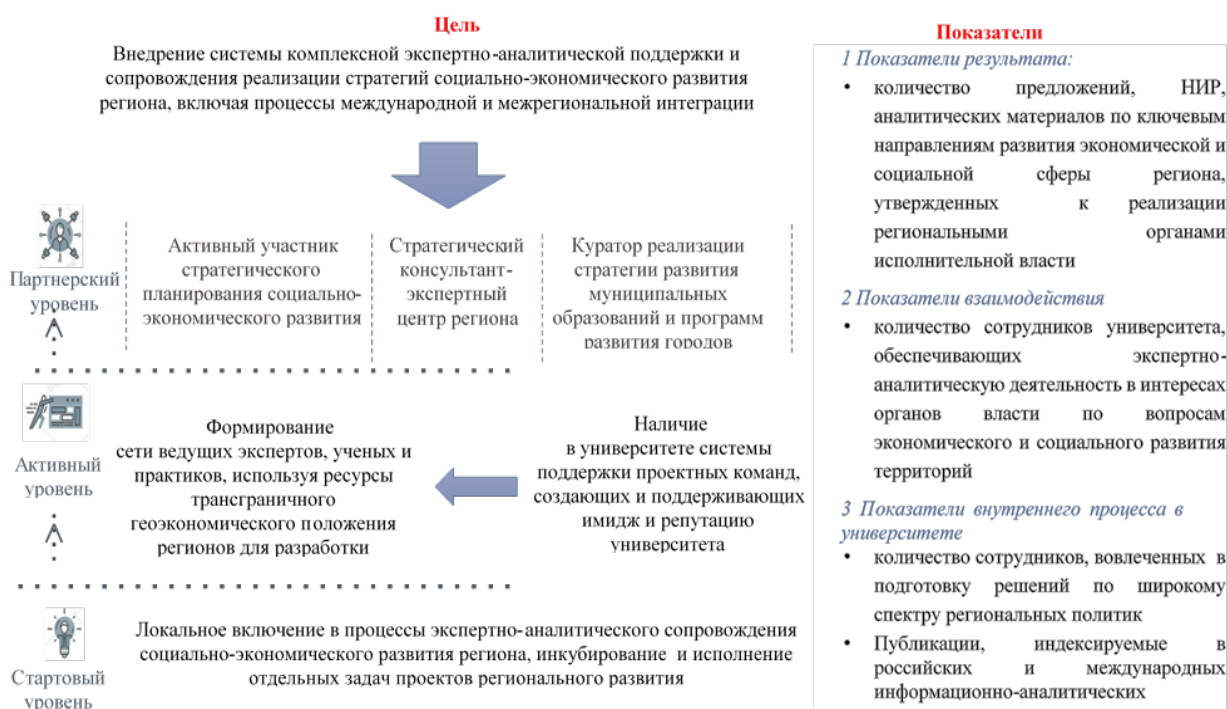 Цель
Внедрение системы комплексной экспертно-аналитической поддержки и
сопровождения реализации стратегий социально-экономического развития
региона, включая процессы международной и межрегиональной интеграции
Партнерский
уровень
Активный участник
стратегического
планирования социально-
экономического развития
Стратегический
консультант-
экспертный
центр региона
Куратор реализации
стратегии развития
муниципальных
образований и программ
развития городов
Активный
уровень
Формирование
сети ведущих экспертов, ученых и
практиков, используя ресурсы
трансграничного
геоэкономического положения
регионов для разработки
Наличие
в университете системы
поддержки проектных команд,
создающих и поддерживающих
имидж и репутацию
университета
Стартовый
уровень
Локальное включение в процессы экспертно-аналитического сопровождения
социально-экономического развития региона, инкубирование и исполнение
отдельных задач проектов регионального развития
Показатели
1 Показатели результата:
• количество предложений, НИР,
аналитических материалов по ключевым
направлениям развития экономической и
социальной сферы региона,
утвержденных к реализации
региональными органами
исполнительной власти
2 Показатели взаимодействия
• количество сотрудников университета,
обеспечивающих экспертно-
аналитическую деятельность в интересах
органов власти по вопросам
экономического и социального развития
территорий
3 Показатели внутреннего процесса в
университете
• количество сотрудников, вовлеченных в
подготовку решений по широкому
спектру региональных политик
• Публикации, индексируемые в
российских и международных
информационно-аналитических